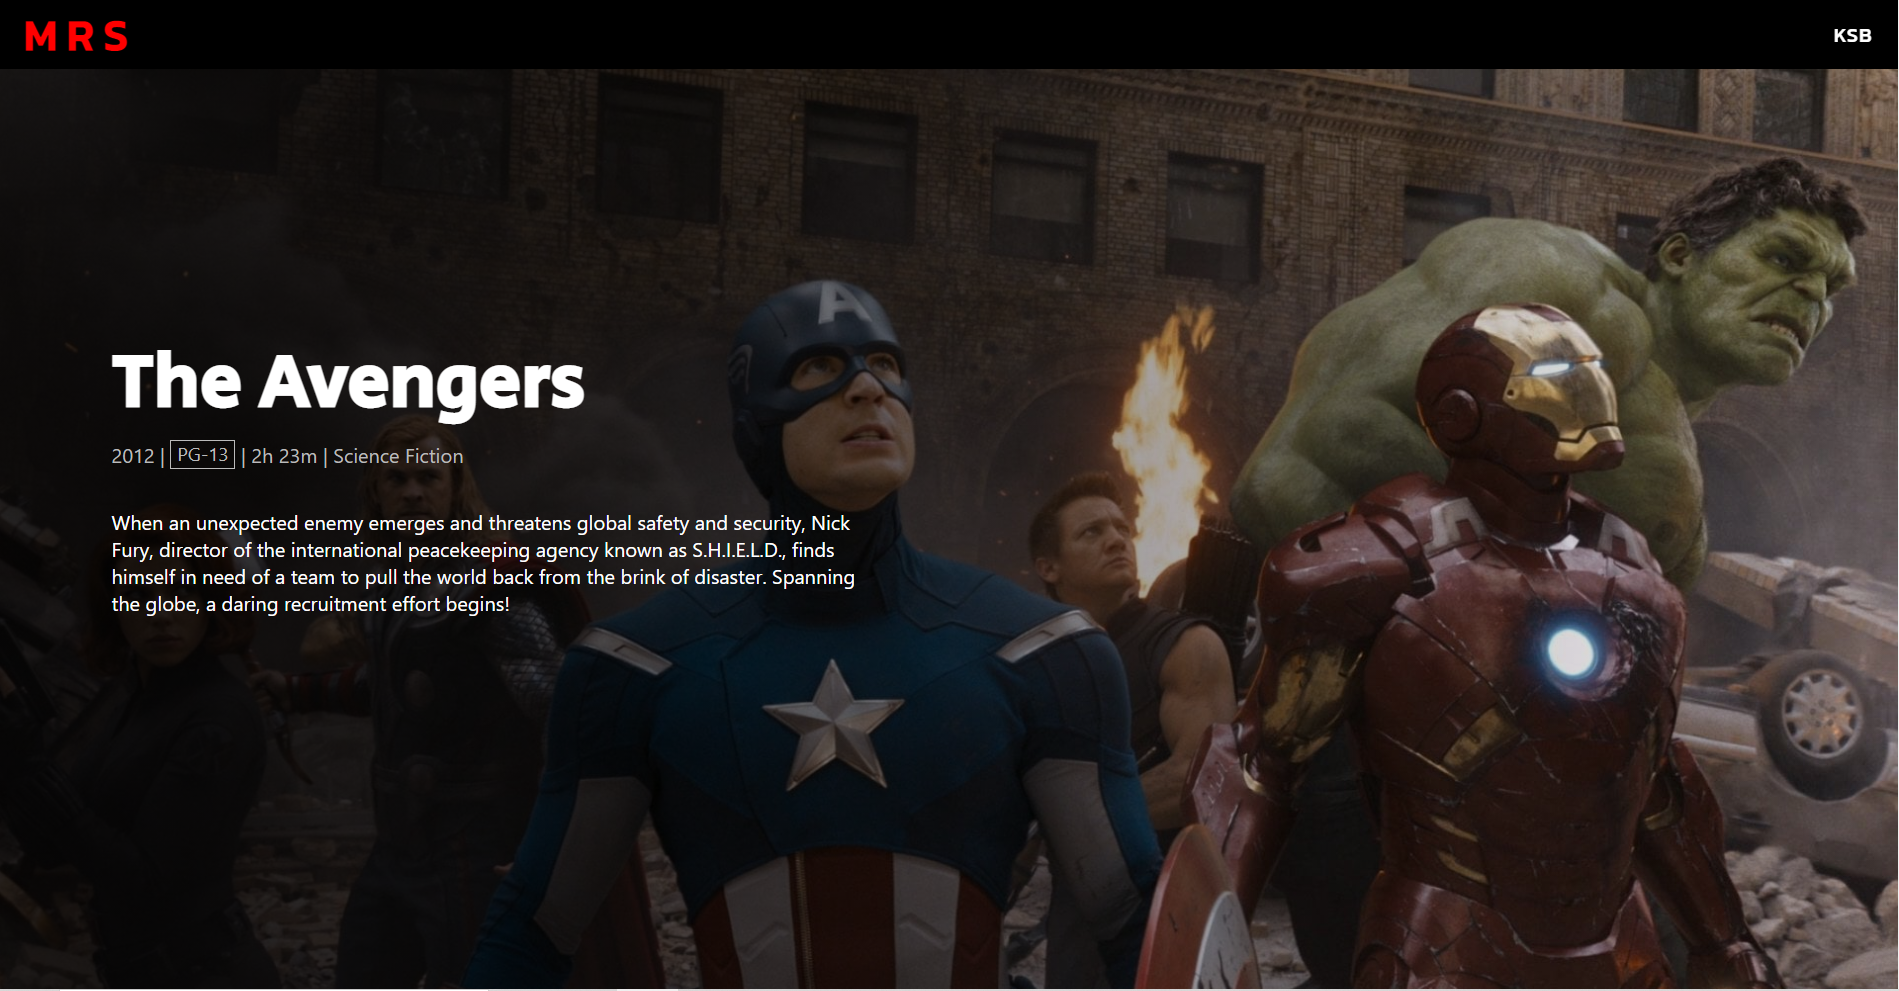 MRS
KSB
The Avengers
2012 | PG-13 | 2h 23m | Science Fiction
When an unexpected enemy emerges and threatens global safety and security, Nick
Fury, director of the international peacekeeping agency known as S.H.I.E.L.D., finds
himself in need of a team to pull the world back from the brink of disaster. Spanning
the globe, a daring recruitment effort begins!
A